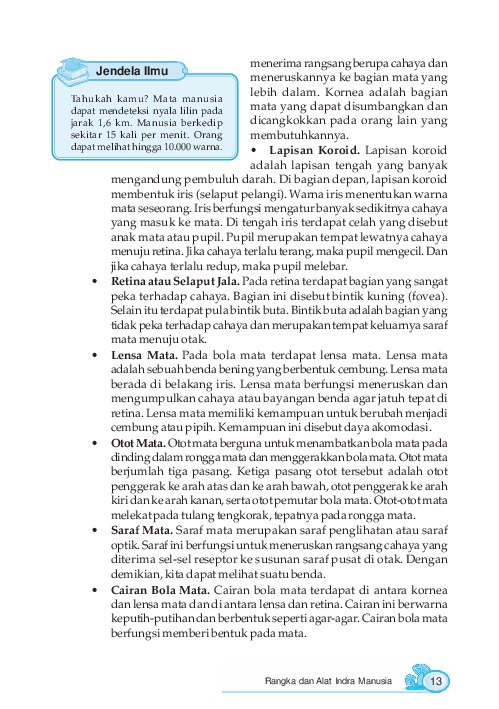 Jendela Ilmu
Tahukah kamu? Mata manusia
dapat mendeteksi nyala lilin pada
jarak 1,6 km. Manusia berkedip
sekitar 15 kali per menit. Orang
dapat melihat hingga 10.000 warna.
menerima rangsang berupa cahaya dan
meneruskannya ke bagian mata yang
lebih dalam. Kornea adalah bagian
mata yang dapat disumbangkan dan
dicangkokkan pada orang lain yang
membutuhkannya.
• Lapisan Koroid. Lapisan koroid
adalah lapisan tengah yang banyak
mengandung pembuluh darah. Di bagian depan, lapisan koroid
membentuk iris (selaput pelangi). Warna iris menentukan warna
mata seseorang. Iris berfungsi mengatur banyak sedikitnya cahaya
yang masuk ke mata. Di tengah iris terdapat celah yang disebut
anak mata atau pupil. Pupil merupakan tempat lewatnya cahaya
menuju retina. Jika cahaya terlalu terang, maka pupil mengecil. Dan
jika cahaya terlalu redup, maka pupil melebar.
• Retina atau Selaput Jala. Pada retina terdapat bagian yang sangat
peka terhadap cahaya. Bagian ini disebut bintik kuning (fovea).
Selain itu terdapat pula bintik buta. Bintik buta adalah bagian yang
tidak peka terhadap cahaya dan merupakan tempat keluarnya saraf
mata menuju otak.
• Lensa Mata. Pada bola mata terdapat lensa mata. Lensa mata
adalah sebuah benda bening yang berbentuk cembung. Lensa mata
berada di belakang iris. Lensa mata berfungsi meneruskan dan
mengumpulkan cahaya atau bayangan benda agar jatuh tepat di
retina. Lensa mata memiliki kemampuan untuk berubah menjadi
cembung atau pipih. Kemampuan ini disebut daya akomodasi.
• Otot Mata. Otot mata berguna untuk menambatkan bola mata pada
dinding dalam rongga mata dan menggerakkan bola mata. Otot mata
berjumlah tiga pasang. Ketiga pasang otot tersebut adalah otot
penggerak ke arah atas dan ke arah bawah, otot penggerak ke arah
kiri dan ke arah kanan, serta otot pemutar bola mata. Otot-otot mata
melekat pada tulang tengkorak, tepatnya pada rongga mata.
• Saraf Mata. Saraf mata merupakan saraf penglihatan atau saraf
optik. Saraf ini berfungsi untuk meneruskan rangsang cahaya yang
diterima sel-sel reseptor ke susunan saraf pusat di otak. Dengan
demikian, kita dapat melihat suatu benda.
• Cairan Bola Mata. Cairan bola mata terdapat di antara kornea
dan lensa mata dan di antara lensa dan retina. Cairan ini berwarna
keputih-putihan dan berbentuk seperti agar-agar. Cairan bola mata
berfungsi memberi bentuk pada mata.
Rangka dan Alat Indra Manusia 13